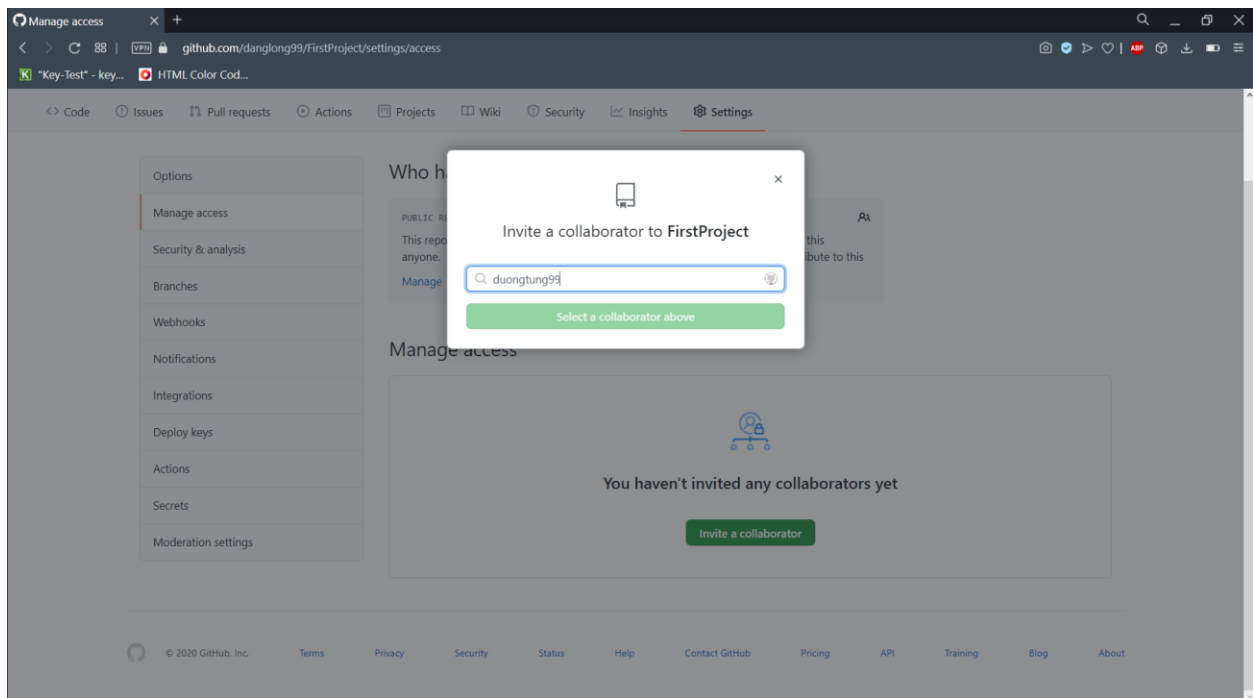 Manage access
VPN
github.com/danglong99/FirstProject/settings/access
ABP
K "Key-Test" - key...
HTML Color Cod...
<> Code
Issues
Pull requests
Actions
Projects
Wiki
Security
Insights
Settings
Options
Manage access
Security & analysis
Branches
Webhooks
Notifications
Integrations
Deploy keys
Actions
Secrets
Moderation settings
Who h
PUBLIC RE
This repo
anyone.
Manage
this
ibute to this
Invite a collaborator to FirstProject
duongtung99
Select a collaborator above
Manage access
You haven't invited any collaborators yet
Invite a collaborator
© 2020 GitHub, Inc.
Terms
Privacy
Security
Status
Help
Contact GitHub
Pricing
API
Training
Blog
About